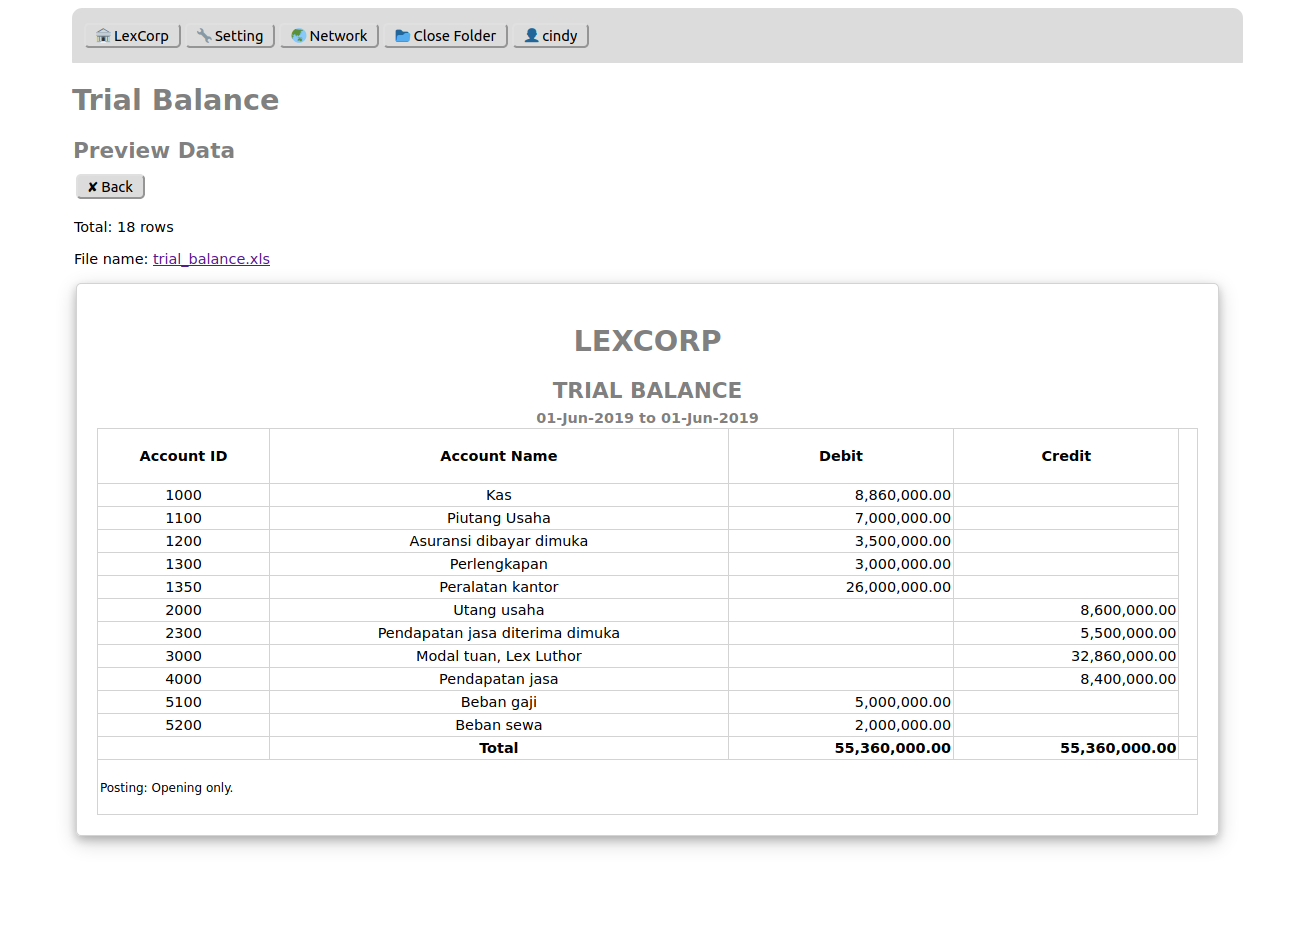 LexCorp Setting Network Close Folder cindy
Trial Balance
Preview Data
✘ Back
Total: 18 rows
File name: trial_balance.xls
LEXCORP
TRIAL BALANCE
01-Jun-2019 to 01-Jun-2019
Account ID Account Name Debit Credit
1000 Kas 8,860,000.00
1100 Piutang Usaha 7,000,000.00
1200 Asuransi dibayar dimuka 3,500,000.00
1300 Perlengkapan 3,000,000.00
1350 Peralatan kantor 26,000,000.00
2000 Utang usaha 8,600,000.00
2300 Pendapatan jasa diterima dimuka 5,500,000.00
3000 Modal tuan, Lex Luthor 32,860,000.00
4000 Pendapatan jasa 8,400,000.00
5100 Beban gaji 5,000,000.00
5200 Beban sewa 2,000,000.00
Total 55,360,000.00 55,360,000.00
Posting: Opening only.